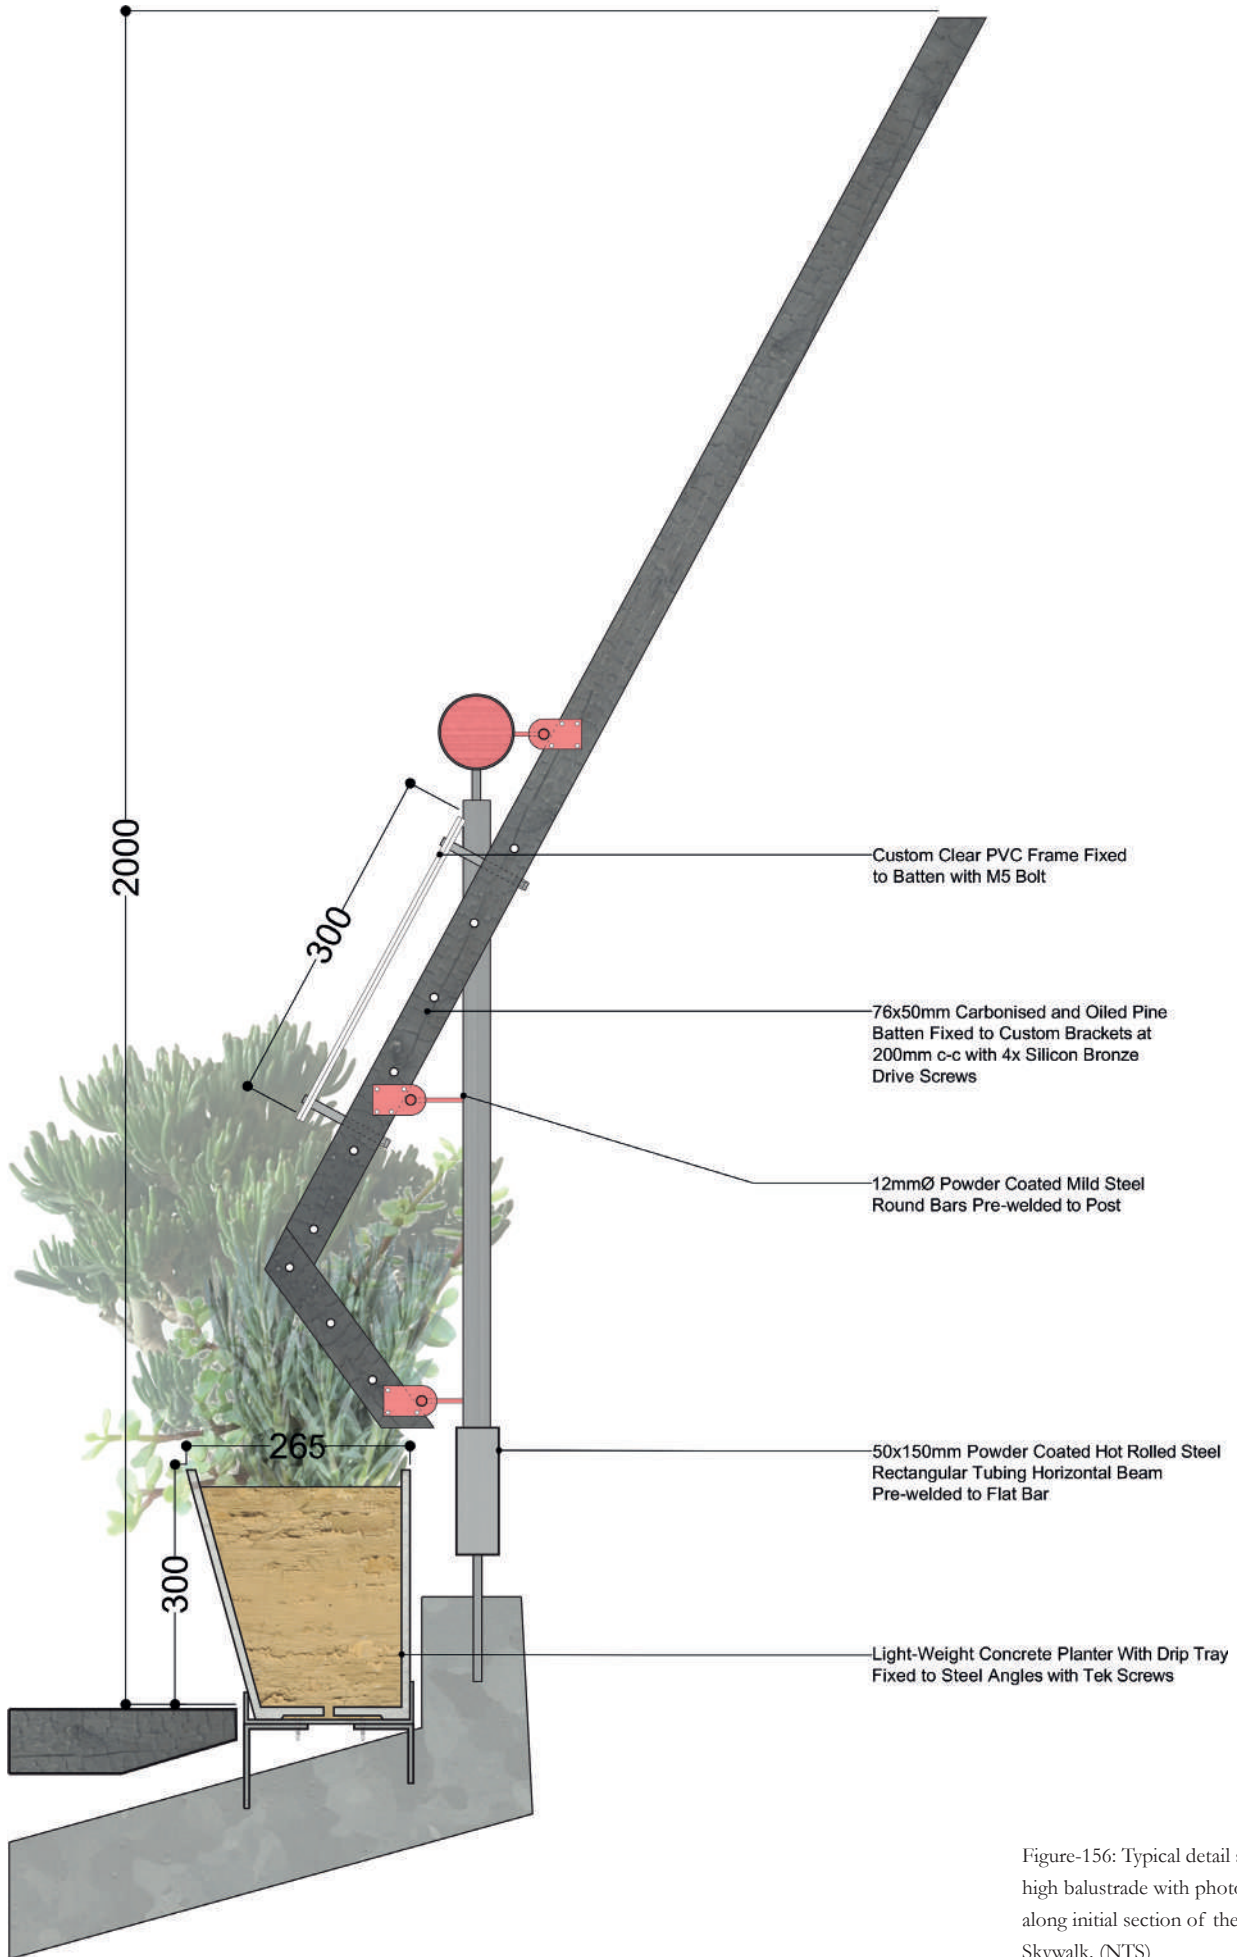 2000
300
Custom Clear PVC Frame Fixed
to Batten with M5 Bolt
76x50mm Carbonised and Oiled Pine
Batten Fixed to Custom Brackets at
200mm c-c with 4x Silicon Bronze
Drive Screws
12mmØ Powder Coated Mild Steel
Round Bars Pre-welded to Post
265
50x150mm Powder Coated Hot Rolled Steel
Rectangular Tubing Horizontal Beam
Pre-welded to Flat Bar
300
Light-Weight Concrete Planter With Drip Tray
Fixed to Steel Angles with Tek Screws
Figure-156: Typical detail
high balustrade with photo
along initial section of the
Skywalk. (NTS)